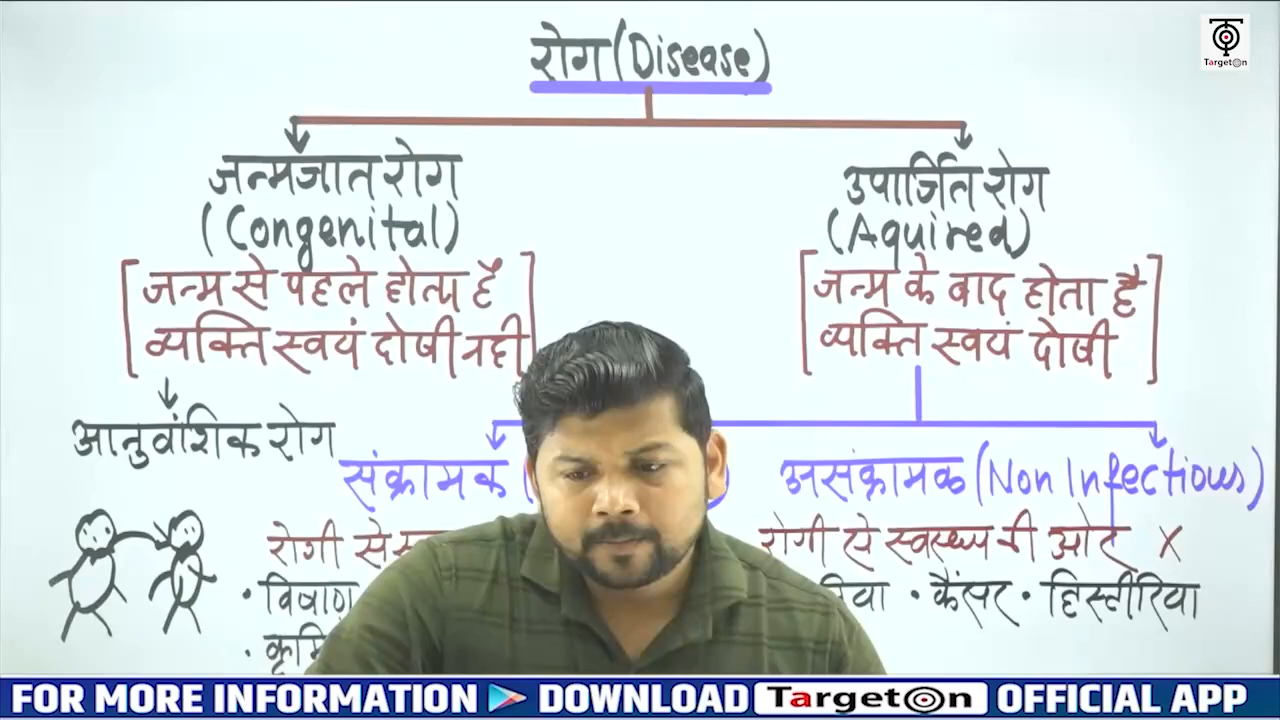 रोग (Disease)
Target On
जन्मजात रोग
(Congenital)
उपार्जित रोग
(Aquired)
[जन्म से पहले होता है
व्यक्ति स्वयं दोषी नही]
[जन्म के बाद होता है
व्यक्ति स्वयं दोषी]
आनुवंशिक रोग
संक्रामक (
)
असंक्रामक (Non Infectious)
रोगी से
रोगी से स्वस्थ्य की ओर ×
• विषाणु
• कैंसर • हिस्टीरिया
• कृमि
FOR MORE INFORMATION DOWNLOAD TargetOn OFFICIAL APP